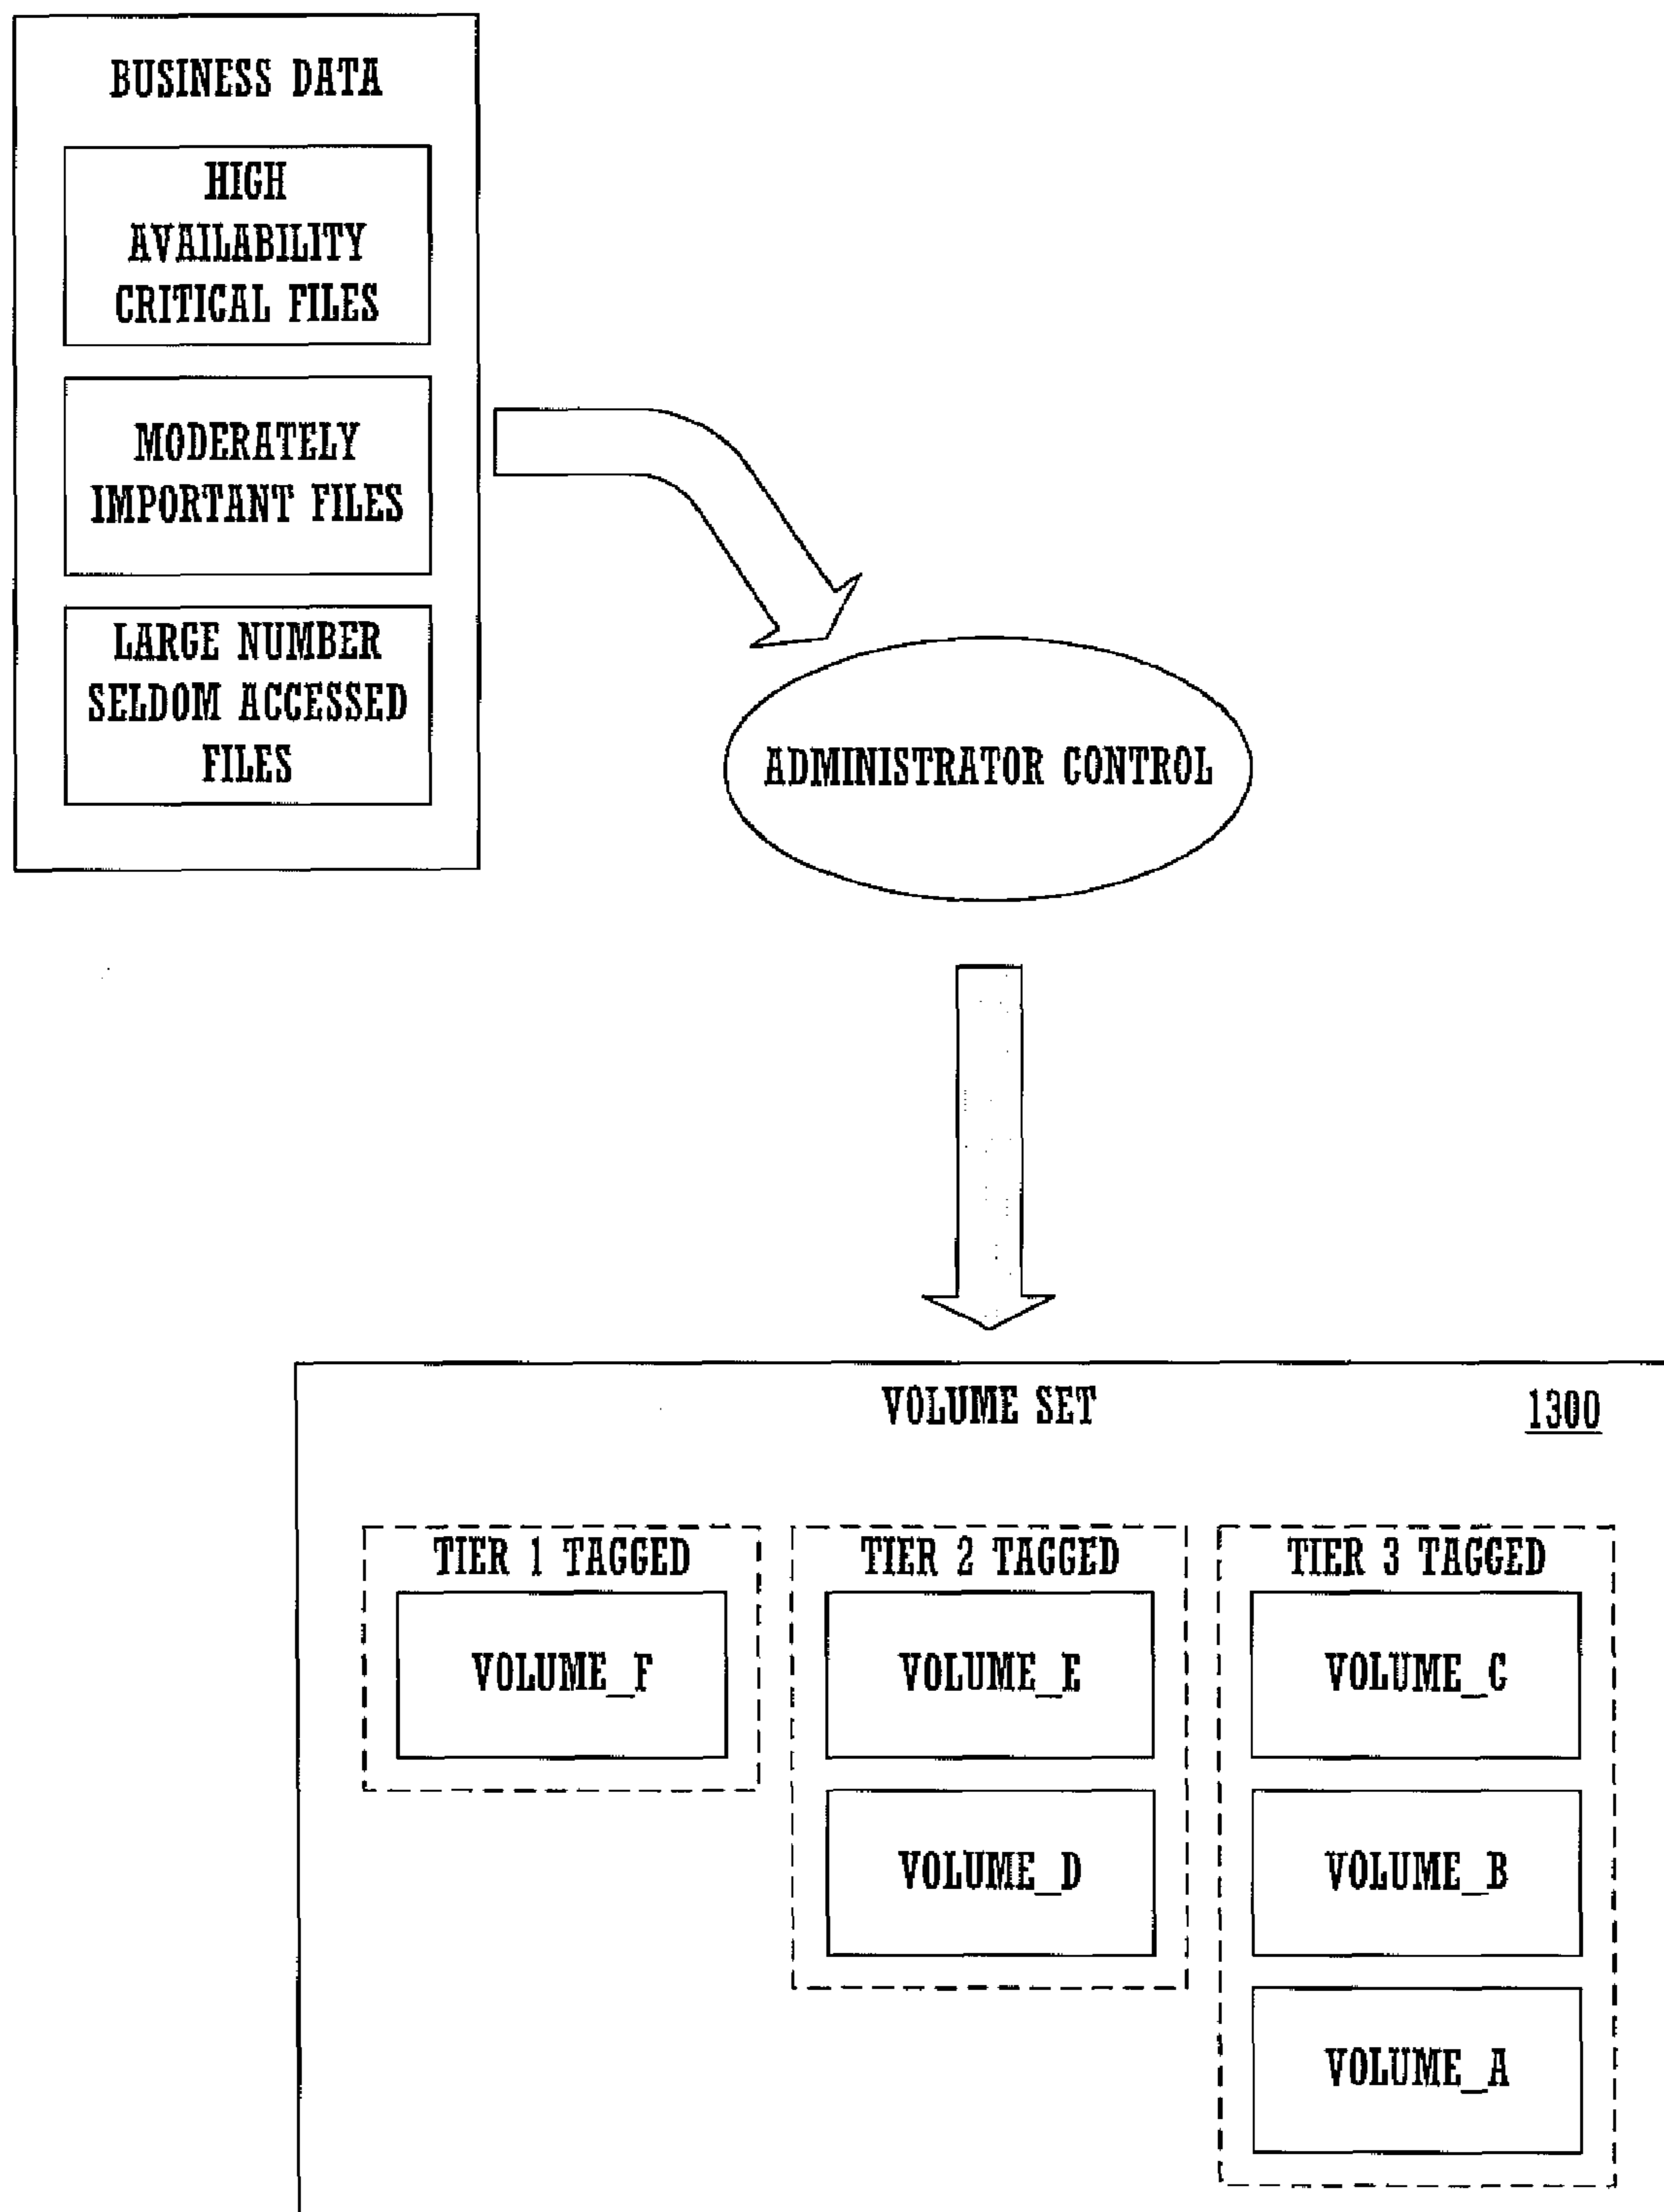 BUSINESS DATA
HIGH
AVAILABILITY
CRITICAL FILES
MODERATELY
IMPORTANT FILES
LARGE NUMBER
SELDOM ACCESSED
FILES
ADMINISTRATOR CONTROL
VOLUME SET
1300
TIER 1 TAGGED
VOLUME_F
TIER 2 TAGGED
VOLUME_E
VOLUME_D
TIER 3 TAGGED
VOLUME_C
VOLUME_B
VOLUME_A